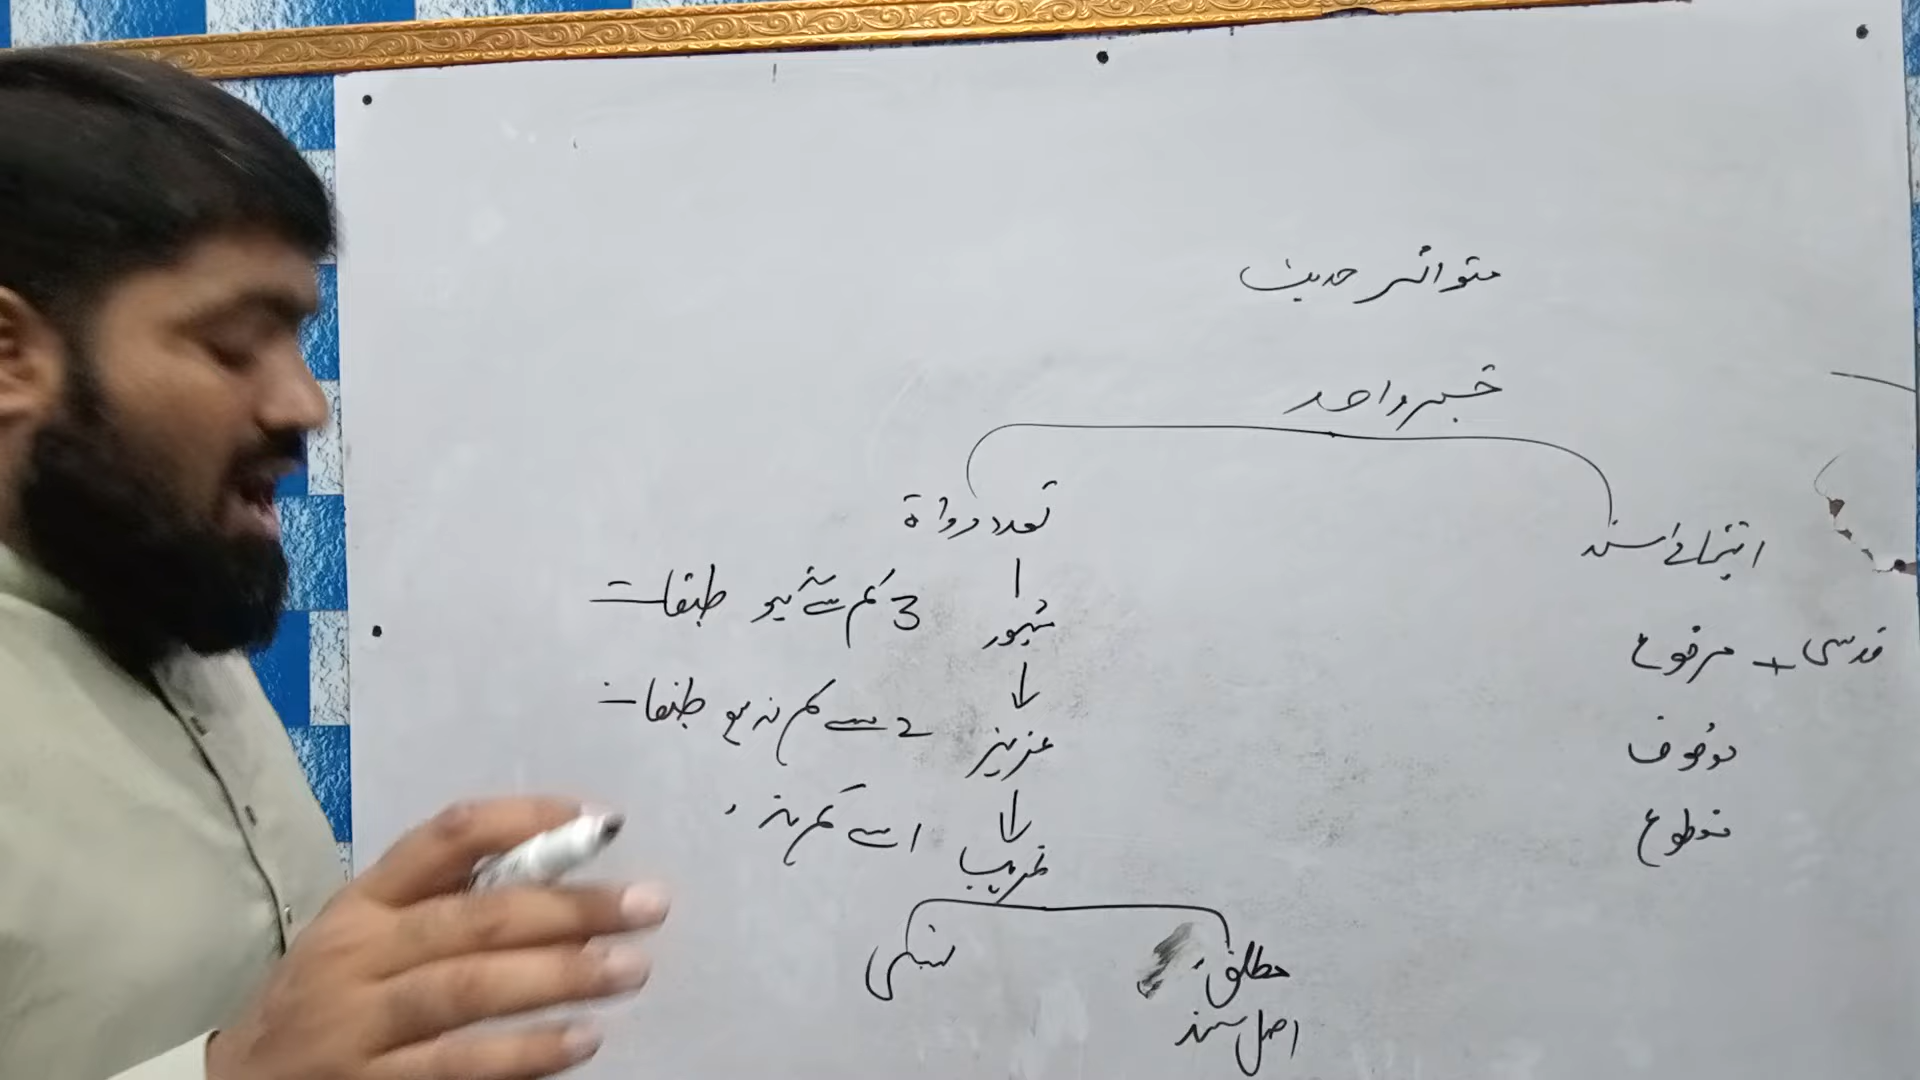 متواتر حدیث
خبر واحد
انتہائے سند
قدسی + مرفوع
موقوف
مقطوع
تعدد رواۃ
مشہور
3 سے کم نہ ہو طبقات
عزیز
2 سے کم نہ ہو طبقات
غریب
1 سے کم نہ
مطلق
اصل سند
نسبی